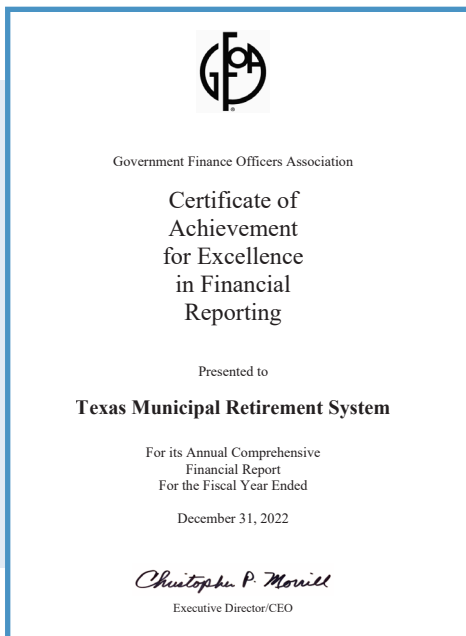 GFOA
Government Finance Officers Association
Certificate of
Achievement
for Excellence
in Financial
Reporting
Presented to
Texas Municipal Retirement System
For its Annual Comprehensive
Financial Report
For the Fiscal Year Ended
December 31, 2022
Christopher P. Morrill
Executive Director/CEO